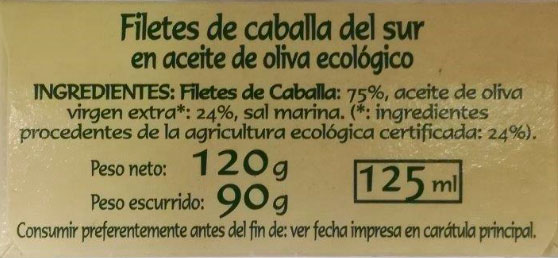 Filetes de caballa del sur
en aceite de oliva ecológico
INGREDIENTES: Filetes de Caballa: 75%, aceite de oliva
virgen extra*: 24%, sal marina. (*: ingredientes
procedentes de la agricultura ecológica certificada: 24%).
Peso neto: 120g
125 ml
Peso escurrido: 90g
Consumir preferentemente antes del fin de: ver fecha impresa en carátula principal.